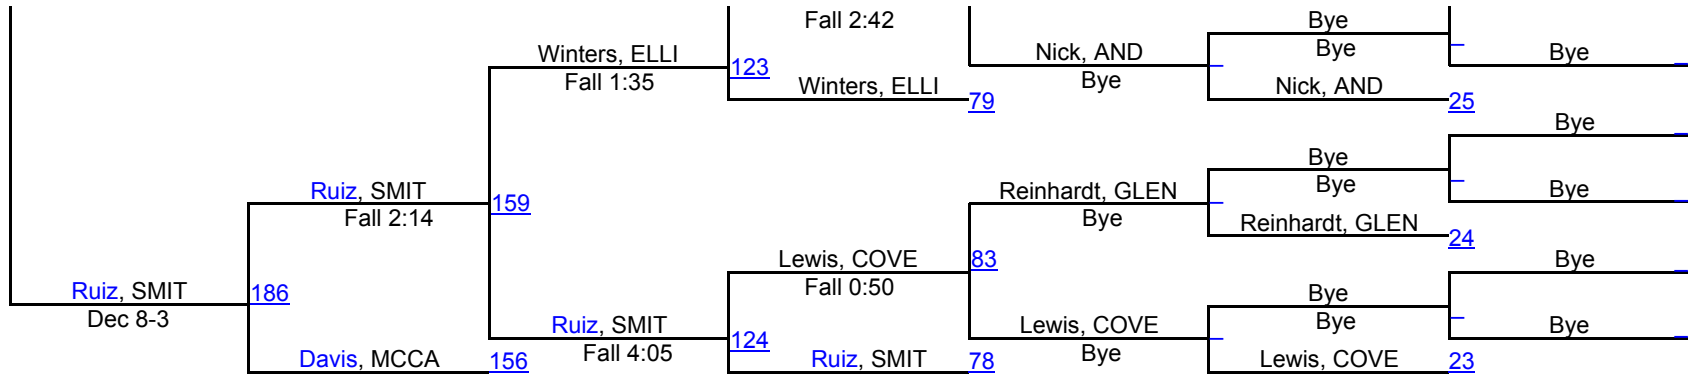 Fall 2:42
Bye
Winters, ELLI
Nick, AND
Bye
Bye
Fall 1:35
123
Winters, ELLI
79
Bye
Nick, AND
25
Bye
Bye
Ruiz, SMIT
Reinhardt, GLEN
Bye
Bye
Fall 2:14
159
Bye
Reinhardt, GLEN
24
Lewis, COVE
83
Bye
Ruiz, SMIT
186
Fall 0:50
Bye
Dec 8-3
Ruiz, SMIT
Lewis, COVE
Bye
Bye
Fall 4:05
124
Bye
Davis, MCCA
156
Ruiz, SMIT
78
Lewis, COVE
23